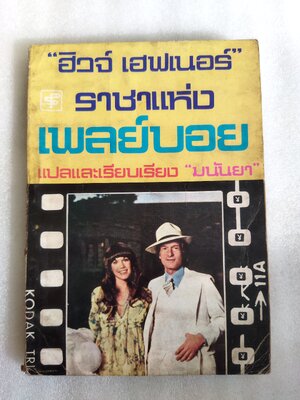 “ฮิวจ์ เฮฟเนอร์”
ราชาแห่ง
เพลย์บอย
แปลและเรียบเรียง “มนันยา”
KODAK TRI
11A